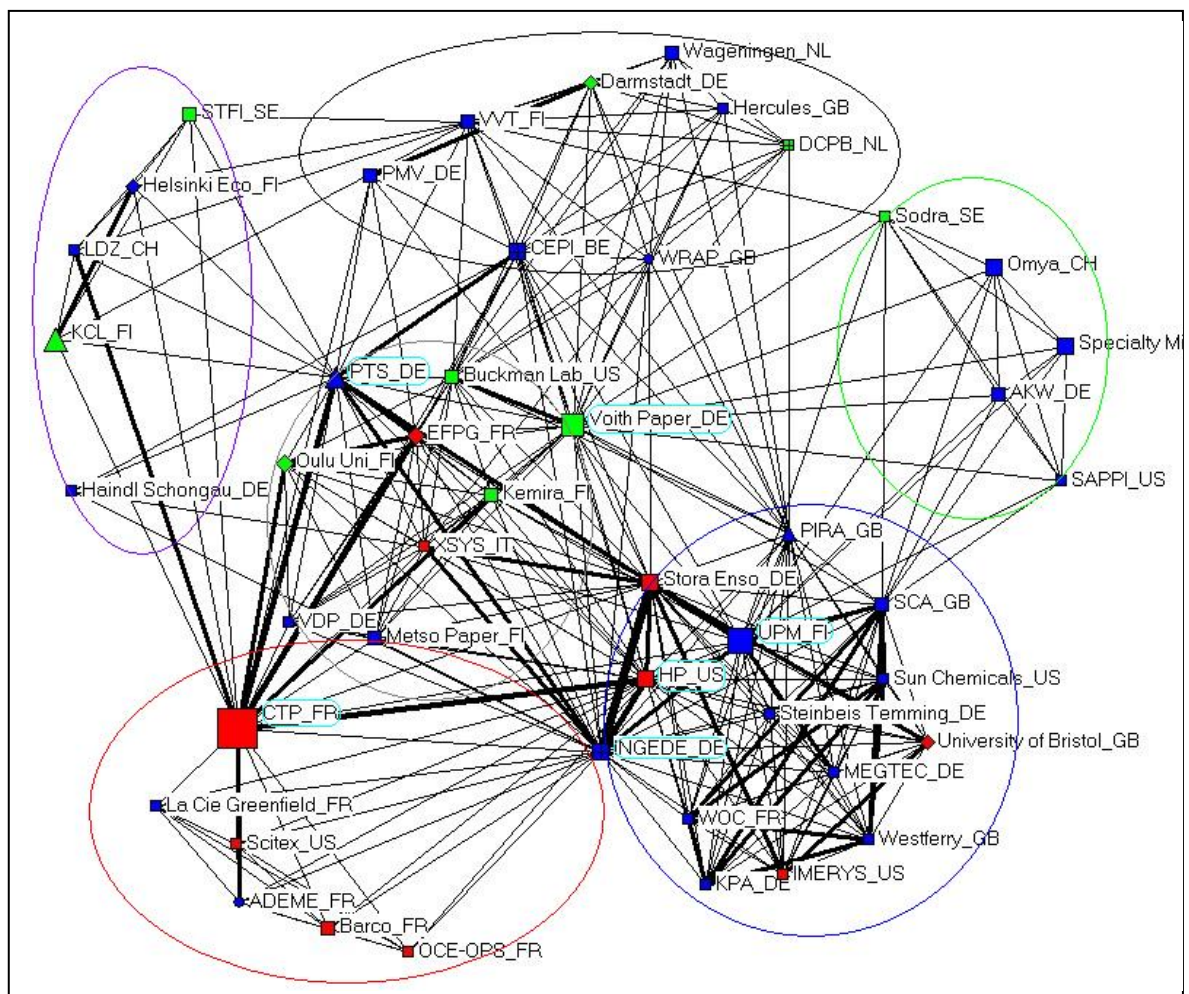 Wageningen_NL
Darmstadt_DE
Hercules_GB
STFI_SE
VVT_FI
DCPB_NL
PMV_DE
Helsinki Eco_FI
Sodra_SE
LDZ_CH
CEPI_BE
WRAP_GB
Omya_CH
KCL_FI
Specialty Mi
PTS_DE
Buckman Lab_US
AKW_DE
Voith Paper_DE
EFPG_FR
Oulu Uni_FI
SAPPI_US
Haindl Schongau_DE
Kemira_FI
PIRA_GB
XSYS_IT
Stora Enso_DE
SCA_GB
VDP_DE
Metso Paper_FI
UPM_FI
HP_US
Sun Chemicals_US
CTP_FR
Steinbeis Temming_DE
University of Bristol_GB
INGEDE_DE
MEGTEC_DE
La Cie Greenfield_FR
WOC_FR
Scitex_US
Westferry_GB
IMERYS_US
KPA_DE
ADEME_FR
Barco_FR
OCE-OPS_FR